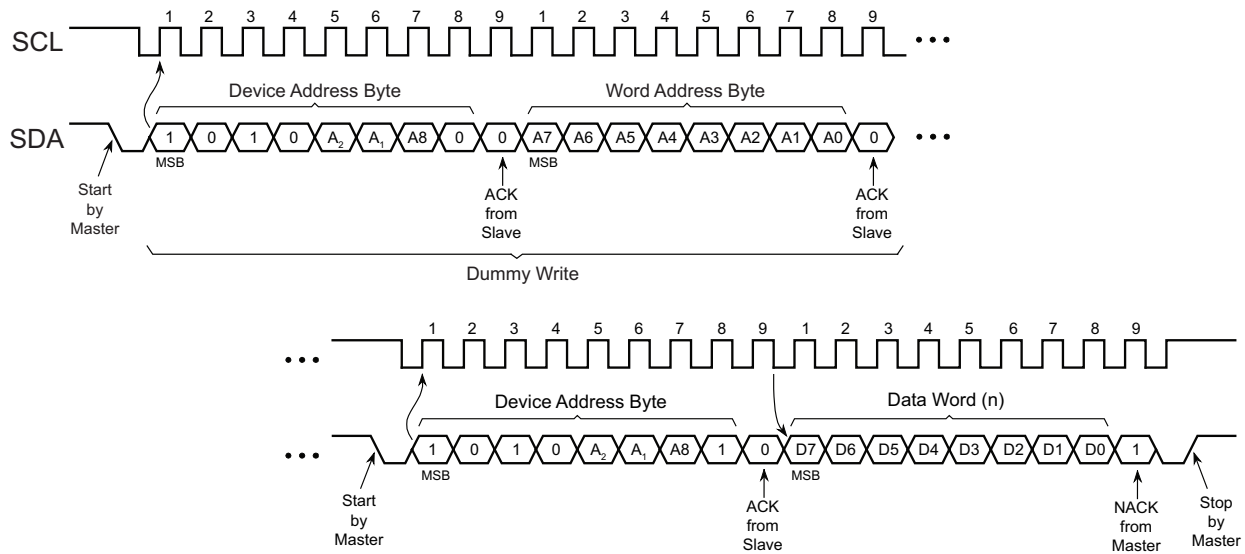 1 2 3 4 5 6 7 8 9 1 2 3 4 5 6 7 8 9
SCL
Device Address Byte Word Address Byte
SDA 1 0 1 0 A2 A1 A8 0 0 A7 A6 A5 A4 A3 A2 A1 A0 0
MSB MSB
Start
by
Master
ACK
from
Slave
ACK
from
Slave
Dummy Write
1 2 3 4 5 6 7 8 9 1 2 3 4 5 6 7 8 9
Device Address Byte Data Word (n)
1 0 1 0 A2 A1 A8 1 0 D7 D6 D5 D4 D3 D2 D1 D0 1
MSB MSB
Start
by
Master
ACK
from
Slave
NACK
from
Master
Stop
by
Master